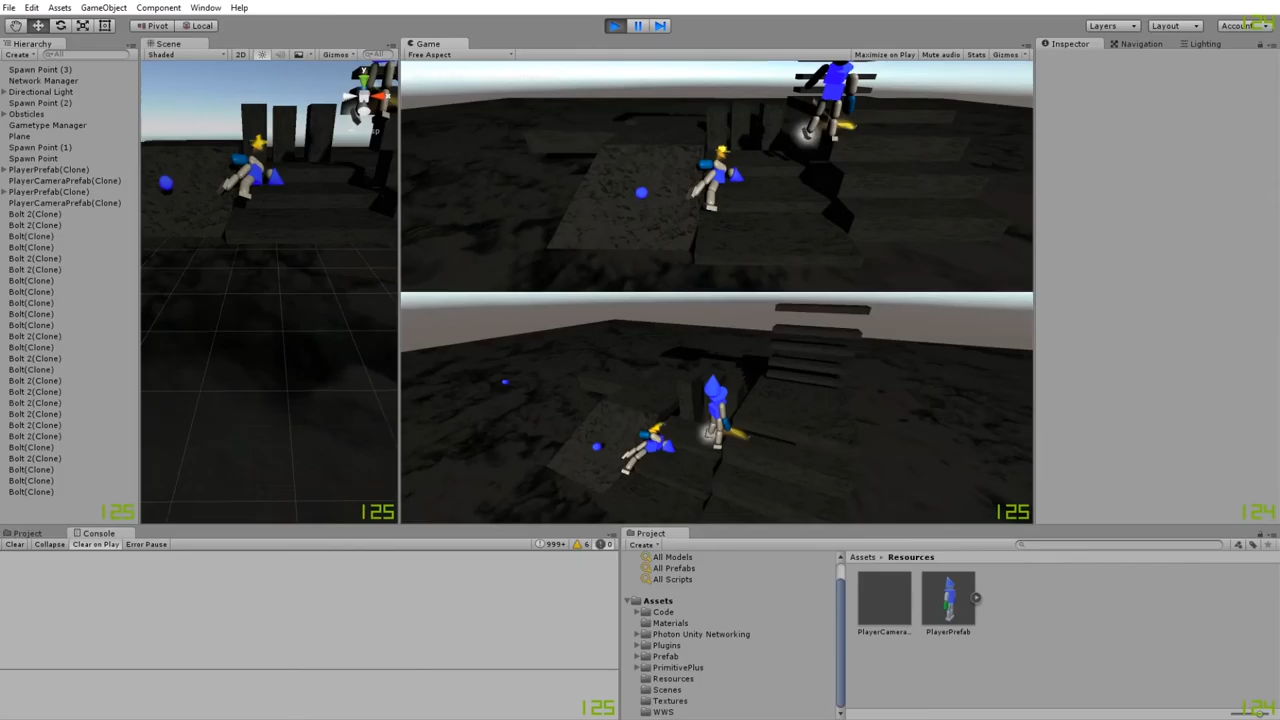 File Edit Assets GameObject Component Window Help
Pivot Local
Layers Layout Account
124
Hierarchy
Create All
Spawn Point (3)
Network Manager
Directional Light
Spawn Point (2)
Obsticles
Gametype Manager
Plane
Spawn Point (1)
Spawn Point
PlayerPrefab(Clone)
PlayerCameraPrefab(Clone)
PlayerPrefab(Clone)
PlayerCameraPrefab(Clone)
Bolt 2(Clone)
Bolt 2(Clone)
Bolt(Clone)
Bolt(Clone)
Bolt 2(Clone)
Bolt 2(Clone)
Bolt(Clone)
Bolt(Clone)
Bolt(Clone)
Bolt(Clone)
Bolt(Clone)
Bolt 2(Clone)
Bolt(Clone)
Bolt 2(Clone)
Bolt(Clone)
Bolt 2(Clone)
Bolt 2(Clone)
Bolt 2(Clone)
Bolt 2(Clone)
Bolt 2(Clone)
Bolt(Clone)
Bolt 2(Clone)
Bolt(Clone)
Bolt(Clone)
Bolt(Clone)
125
Scene
Shaded 2D Gizmos All
y
x
125
Game
Free Aspect Maximize on Play Mute audio Stats Gizmos
125
Inspector Navigation Lighting
124
Project Console
Clear Collapse Clear on Play Error Pause 999+ 6 0
125
Project
Create
All Models
All Prefabs
All Scripts
Assets
Code
Materials
Photon Unity Networking
Plugins
Prefab
PrimitivePlus
Resources
Scenes
Textures
WWS
Assets Resources
PlayerCamera... PlayerPrefab
124